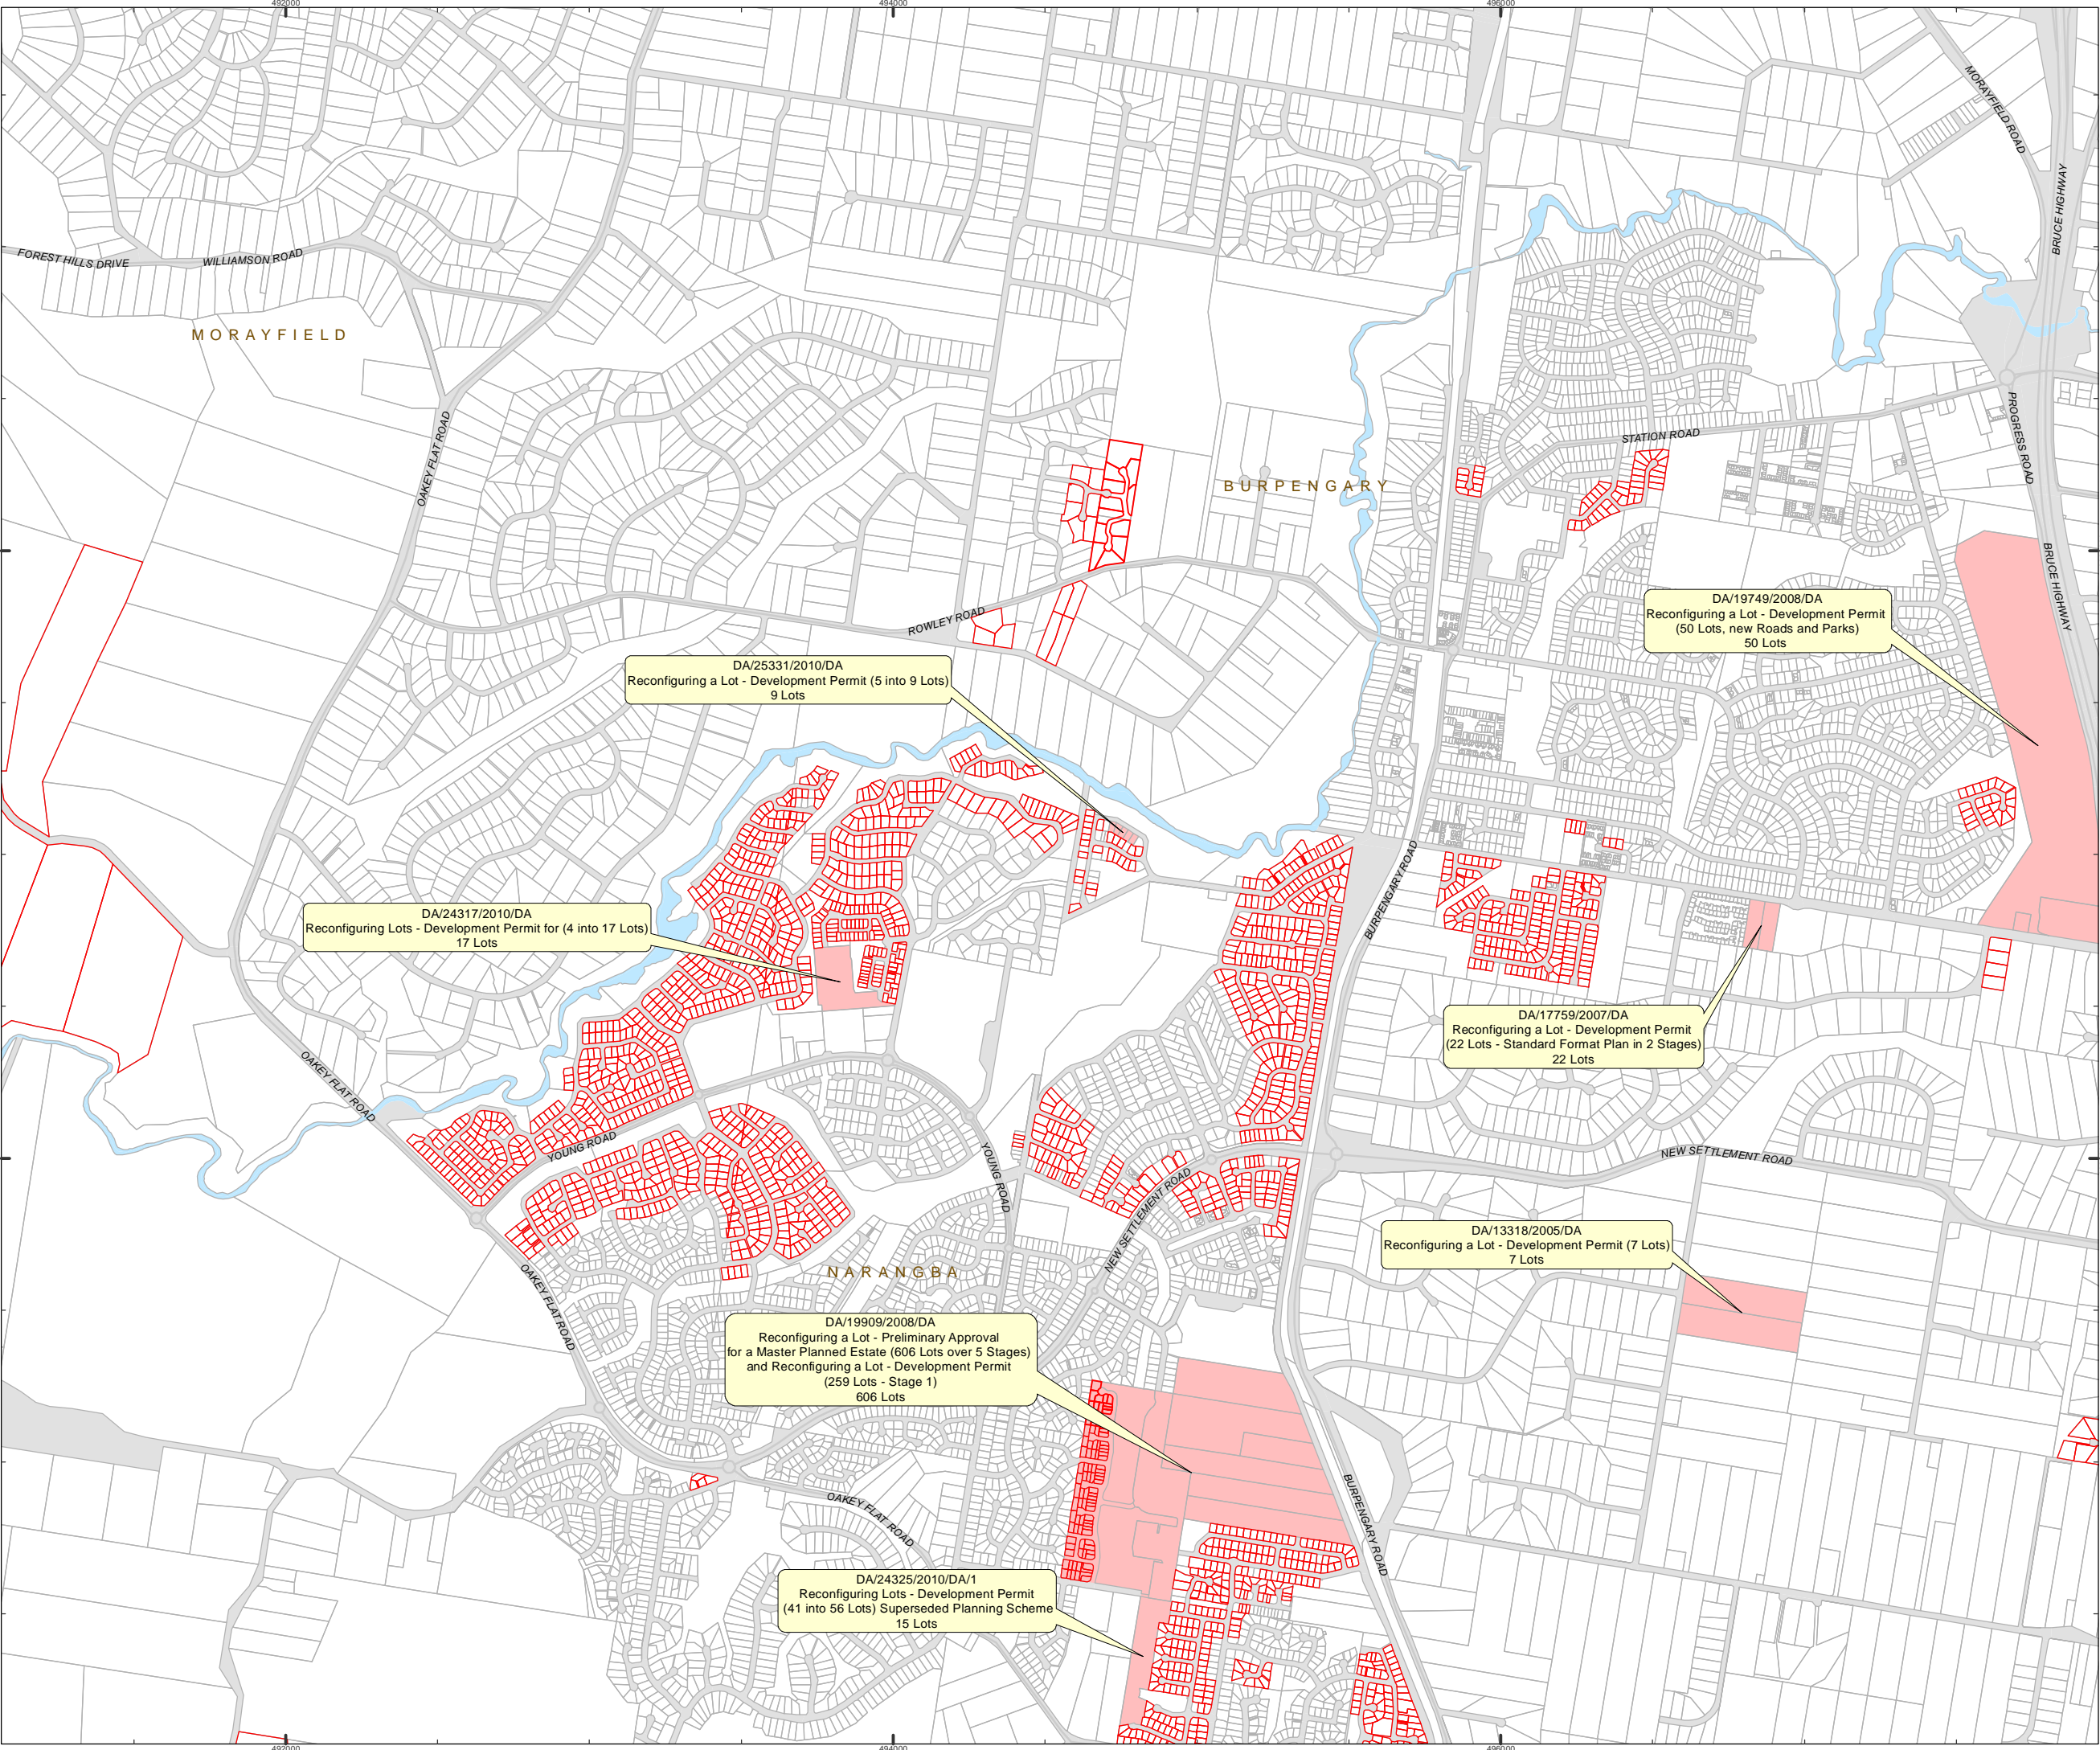 492000
494000
496000
MORAYFIELD ROAD
BRUCE HIGHWAY
FOREST HILLS DRIVE
WILLIAMSON ROAD
MORAYFIELD
OAKEY FLAT ROAD
STATION ROAD
PROGRESS ROAD
BURPENGARY
BRUCE HIGHWAY
DA/19749/2008/DA
Reconfiguring a Lot - Development Permit
(50 Lots, new Roads and Parks)
50 Lots
ROWLEY ROAD
DA/25331/2010/DA
Reconfiguring a Lot - Development Permit (5 into 9 Lots)
9 Lots
BURPENGARY ROAD
DA/24317/2010/DA
Reconfiguring Lots - Development Permit for (4 into 17 Lots)
17 Lots
DA/17759/2007/DA
Reconfiguring a Lot - Development Permit
(22 Lots - Standard Format Plan in 2 Stages)
22 Lots
OAKEY FLAT ROAD
YOUNG ROAD
YOUNG ROAD
NEW SETTLEMENT ROAD
NEW SETTLEMENT ROAD
DA/13318/2005/DA
Reconfiguring a Lot - Development Permit (7 Lots)
7 Lots
NARANGBA
OAKEY FLAT ROAD
DA/19909/2008/DA
Reconfiguring a Lot - Preliminary Approval
for a Master Planned Estate (606 Lots over 5 Stages)
and Reconfiguring a Lot - Development Permit
(259 Lots - Stage 1)
606 Lots
OAKEY FLAT ROAD
BURPENGARY ROAD
DA/24325/2010/DA/1
Reconfiguring Lots - Development Permit
(41 into 56 Lots) Superseded Planning Scheme
15 Lots
492000
494000
496000